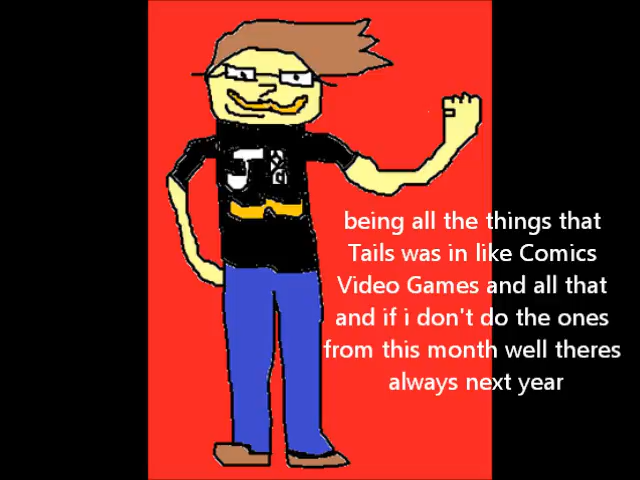 being all the things that
Tails was in like Comics
Video Games and all that
and if i don't do the ones
from this month well theres
always next year